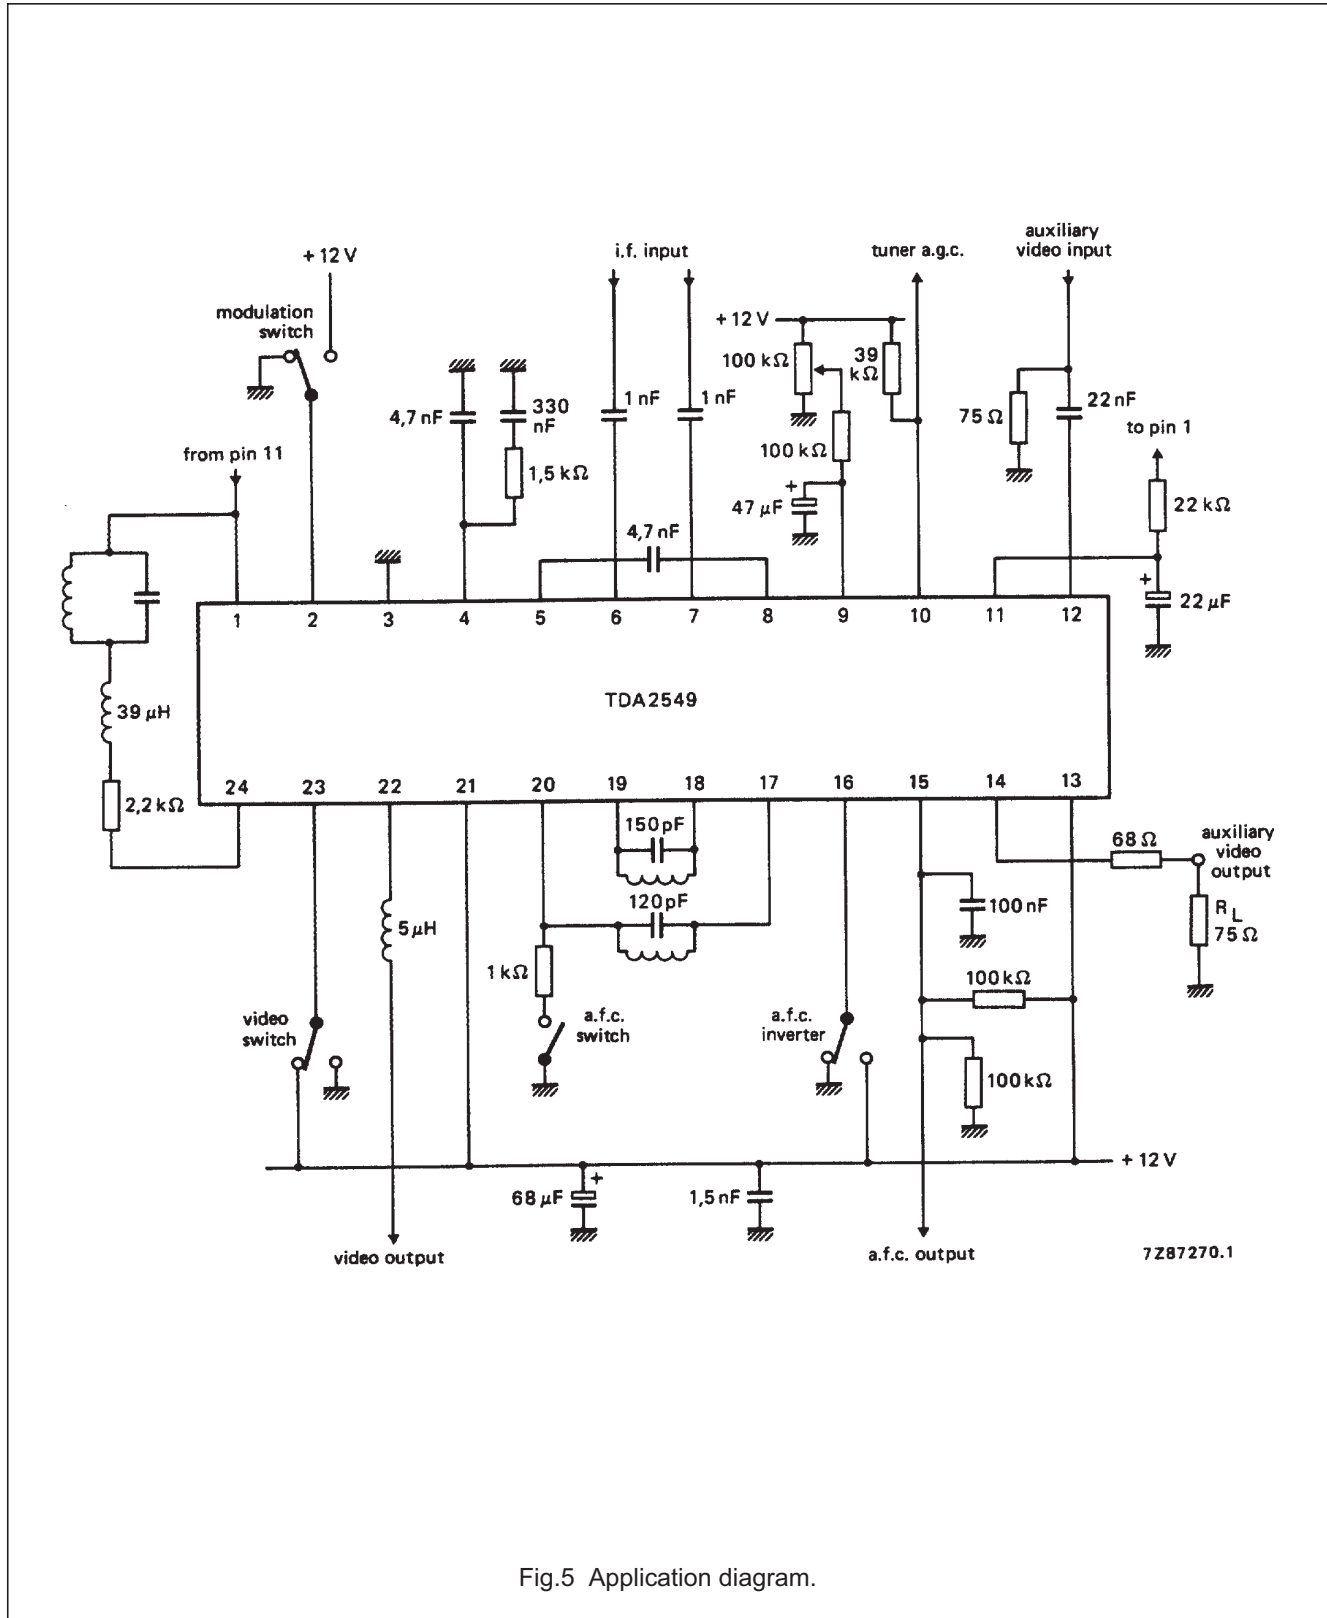 + 12 V
modulation
switch
from pin 11
4,7 nF
330
nF
1,5 kΩ
i.f. input
1 nF
1 nF
4,7 nF
+ 12 V
100 kΩ
39
kΩ
100 kΩ
47 μF
+
tuner a.g.c.
auxiliary
video input
75 Ω
22 nF
to pin 1
22 kΩ
+
22 μF
1 2 3 4 5 6 7 8 9 10 11 12
TDA2549
24 23 22 21 20 19 18 17 16 15 14 13
39 μH
2,2 kΩ
video
switch
5 μH
150 pF
120 pF
1 kΩ
a.f.c.
switch
a.f.c.
inverter
68 Ω
auxiliary
video
output
RL
75 Ω
100 nF
100 kΩ
100 kΩ
+ 12 V
68 μF
+
1,5 nF
video output
a.f.c. output
7Z87270.1
Fig.5 Application diagram.